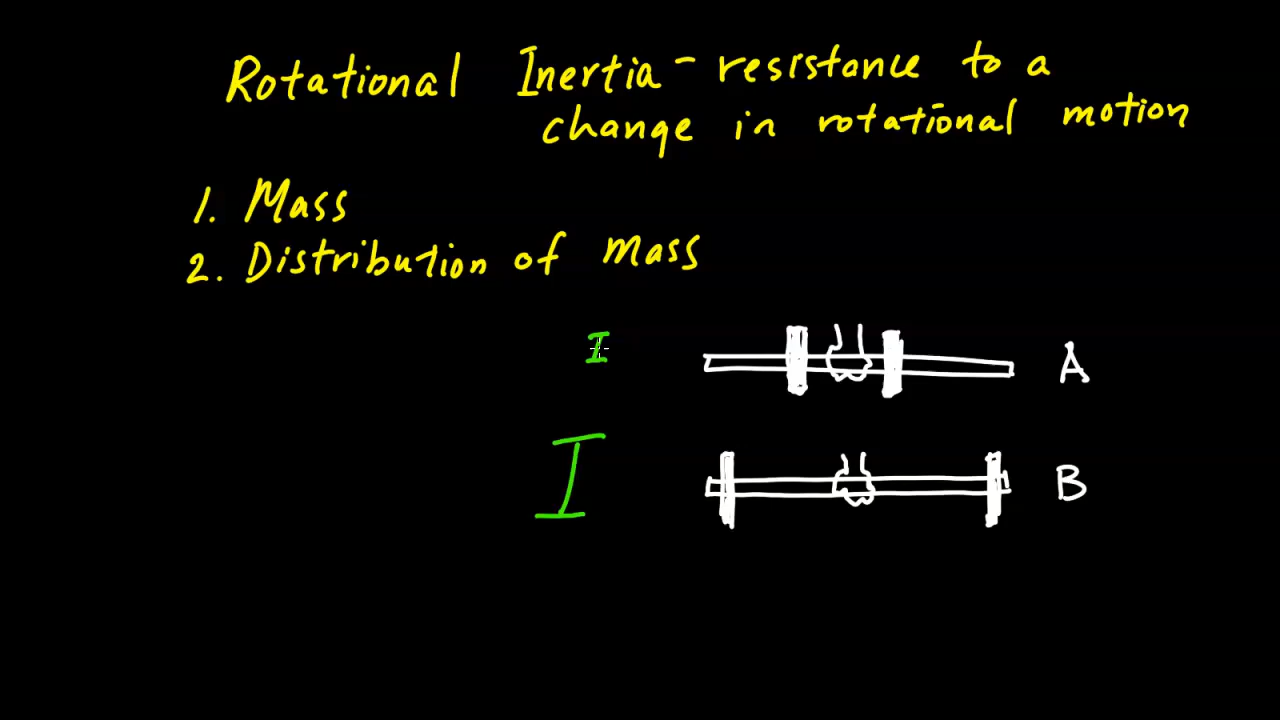 Rotational Inertia - resistance to a
change in rotational motion
1. Mass
2. Distribution of mass
I
A
I
B